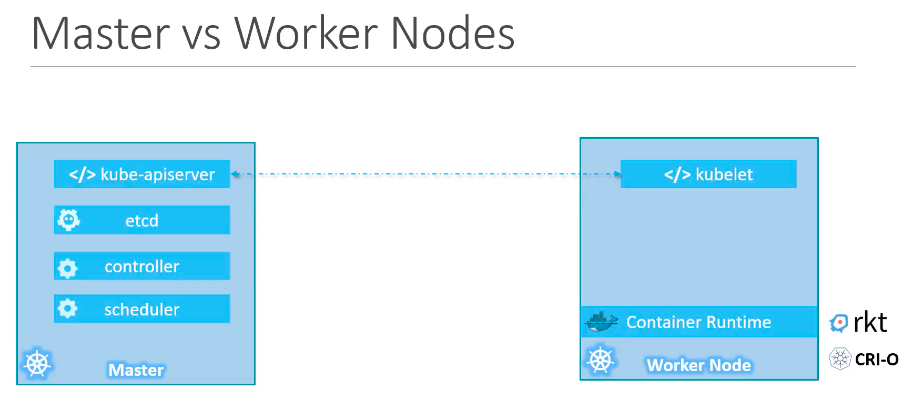 Master vs Worker Nodes
</> kube-apiserver
etcd
controller
scheduler
Master
</> kubelet
Container Runtime
Worker Node
rkt
CRI-O